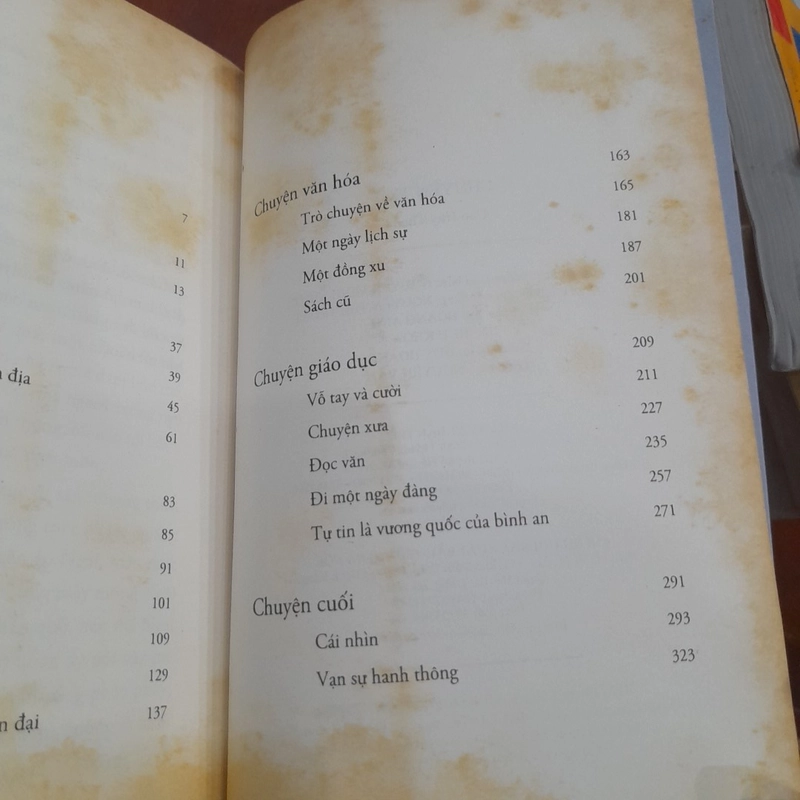 7
11
13
37
địa 39
45
61
83
85
91
101
109
129
đại 137
Chuyện văn hóa 163
Trò chuyện về văn hóa 165
Một ngày lịch sự 181
Một đồng xu 187
Sách cũ 201
Chuyện giáo dục 209
Vỗ tay và cười 211
Chuyện xưa 227
Đọc văn 235
Đi một ngày đàng 257
Tự tin là vương quốc của bình an 271
Chuyện cuối 291
Cái nhìn 293
Vạn sự hanh thông 323